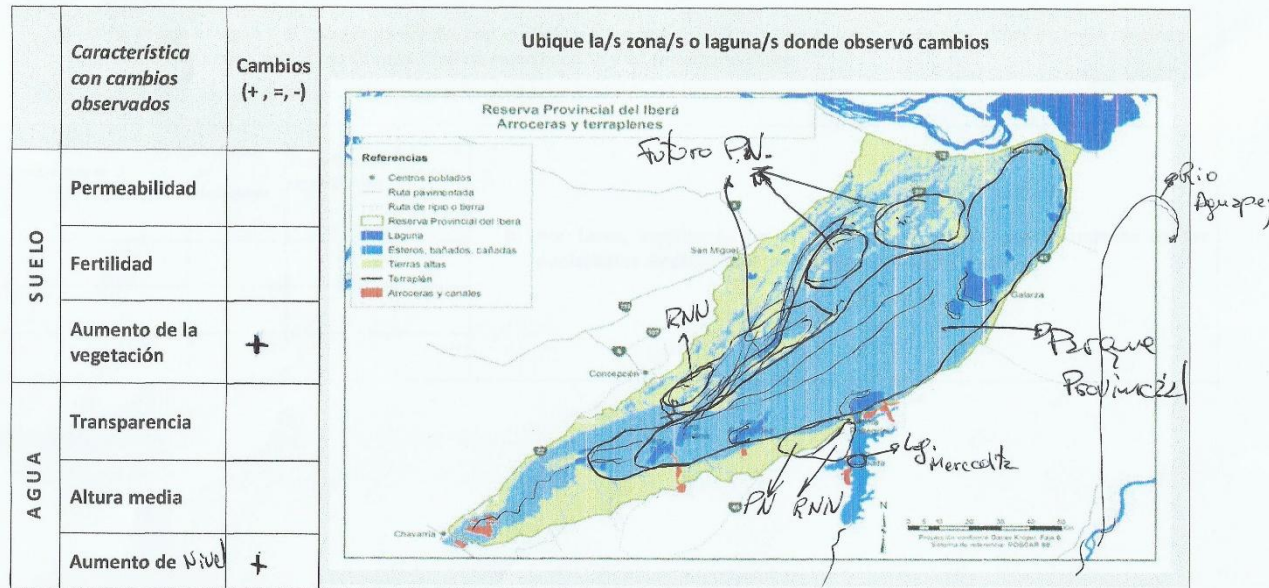 Característica
con cambios
observados
Cambios
(+ , =, -)
Ubique la/s zona/s o laguna/s donde observó cambios
SUELO
Permeabilidad
Fertilidad
Aumento de la
vegetación
+
AGUA
Transparencia
Altura media
Aumento de Nivel
+
Reserva Provincial del Iberá
Arroceras y terraplenes
Referencias
Centros poblados
Ruta pavimentada
Ruta de ripio o tierra
Reserva Provincial del Iberá
Laguna
Esteros, bañados, cañadas
Tierras altas
Terraplén
Arroceras y canales
Futuro P.N.
Rio
Aguapey
San Miguel
Galarza
RNN
Concepción
Parque
Provincial
Lag.
Mercedita
PN
RNN
Chavarría
N